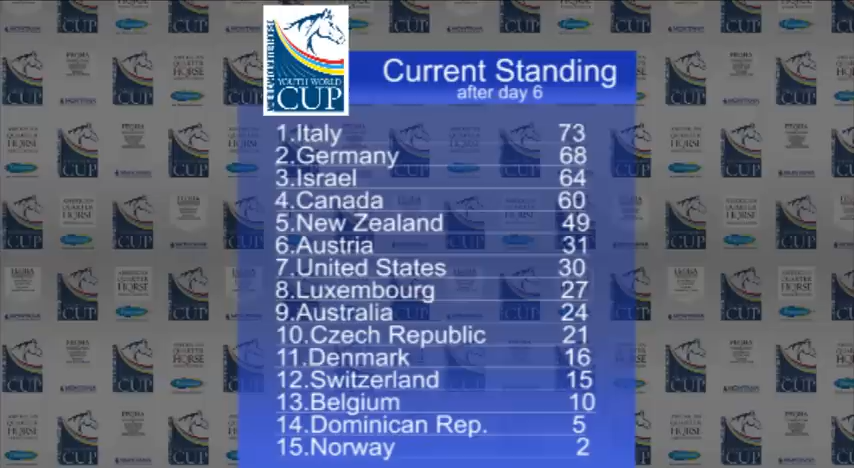 YOUTH WORLD
CUP
Current Standing
after day 6
1.Italy 73
2.Germany 68
3.Israel 64
4.Canada 60
5.New Zealand 49
6.Austria 31
7.United States 30
8.Luxembourg 27
9.Australia 24
10.Czech Republic 21
11.Denmark 16
12.Switzerland 15
13.Belgium 10
14.Dominican Rep. 5
15.Norway 2